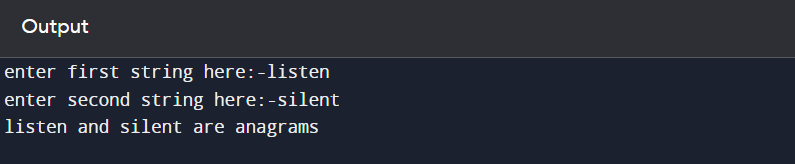 Output
enter first string here:-listen
enter second string here:-silent
listen and silent are anagrams